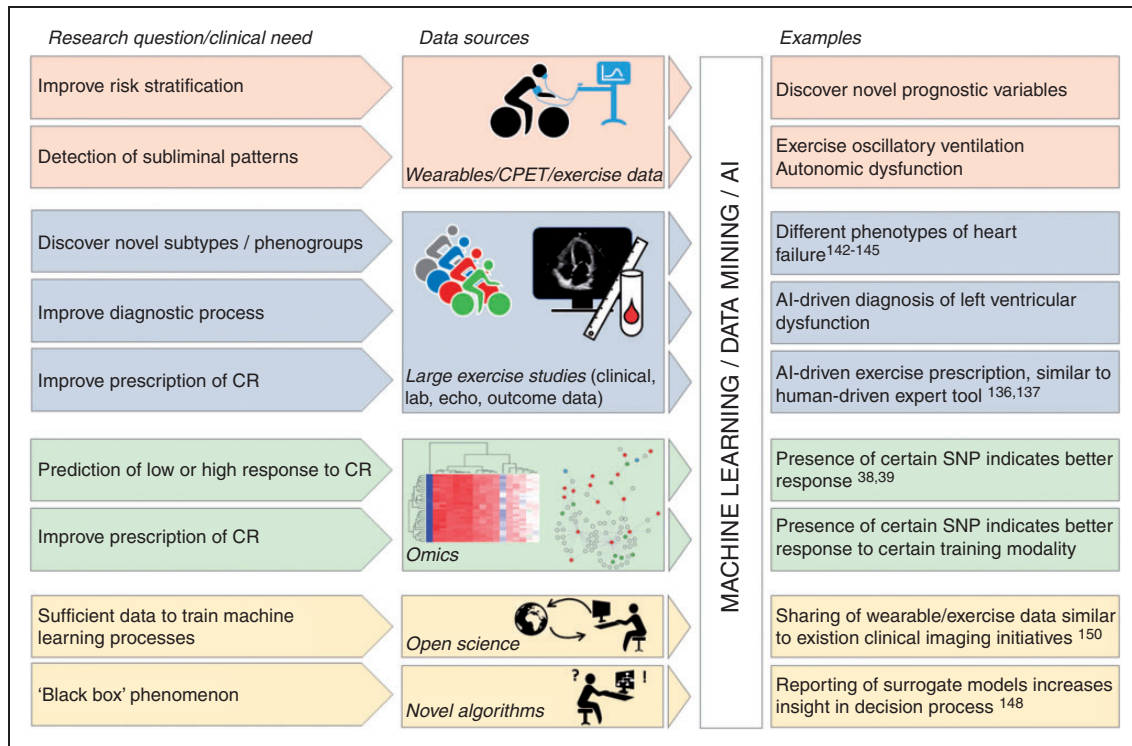 Research question/clinical need
Data sources
Examples
Improve risk stratification
Detection of subliminal patterns
Wearables/CPET/exercise data
Discover novel prognostic variables
Exercise oscillatory ventilation
Autonomic dysfunction
Discover novel subtypes / phenogroups
Improve diagnostic process
Improve prescription of CR
Large exercise studies (clinical,
lab, echo, outcome data)
Different phenotypes of heart
failure142-145
AI-driven diagnosis of left ventricular
dysfunction
AI-driven exercise prescription, similar to
human-driven expert tool 136,137
Prediction of low or high response to CR
Improve prescription of CR
Omics
Presence of certain SNP indicates better
response 38,39
Presence of certain SNP indicates better
response to certain training modality
Sufficient data to train machine
learning processes
'Black box' phenomenon
Open science
? !
Novel algorithms
Sharing of wearable/exercise data similar
to existion clinical imaging initiatives 150
Reporting of surrogate models increases
insight in decision process 148
MACHINE LEARNING / DATA MINING / AI